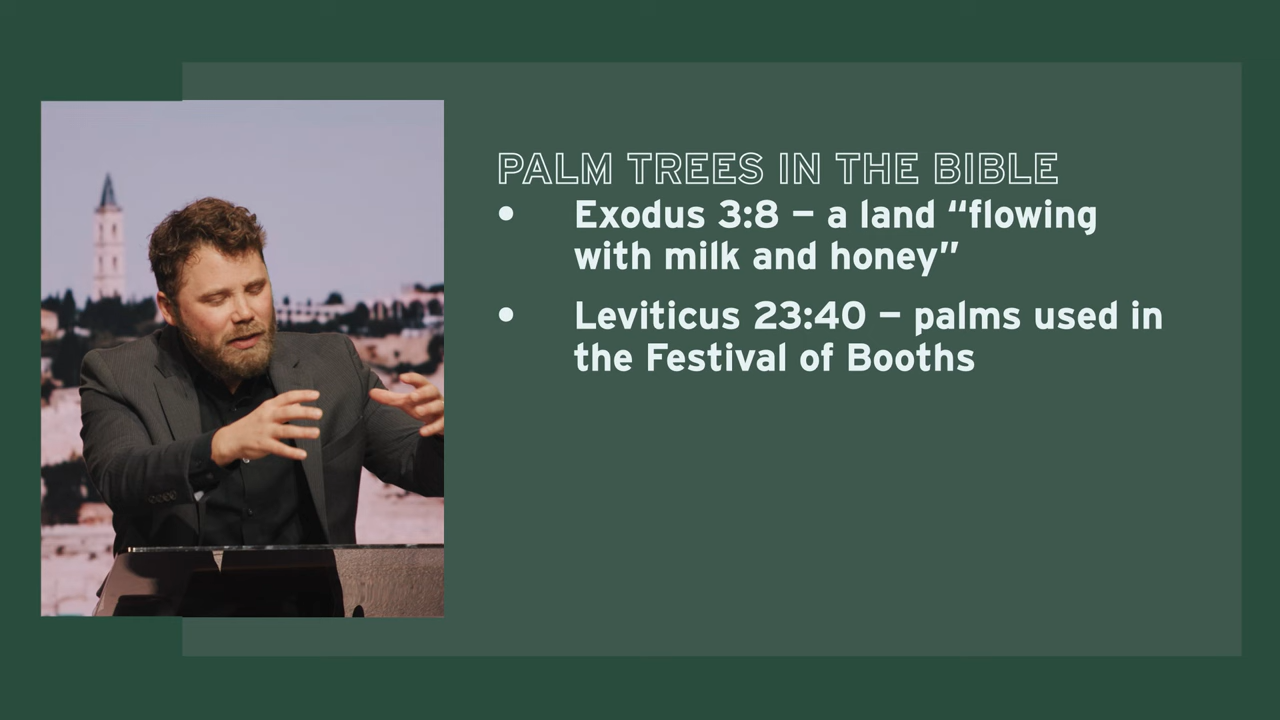 PALM TREES IN THE BIBLE
• Exodus 3:8 – a land “flowing
with milk and honey”
• Leviticus 23:40 – palms used in
the Festival of Booths